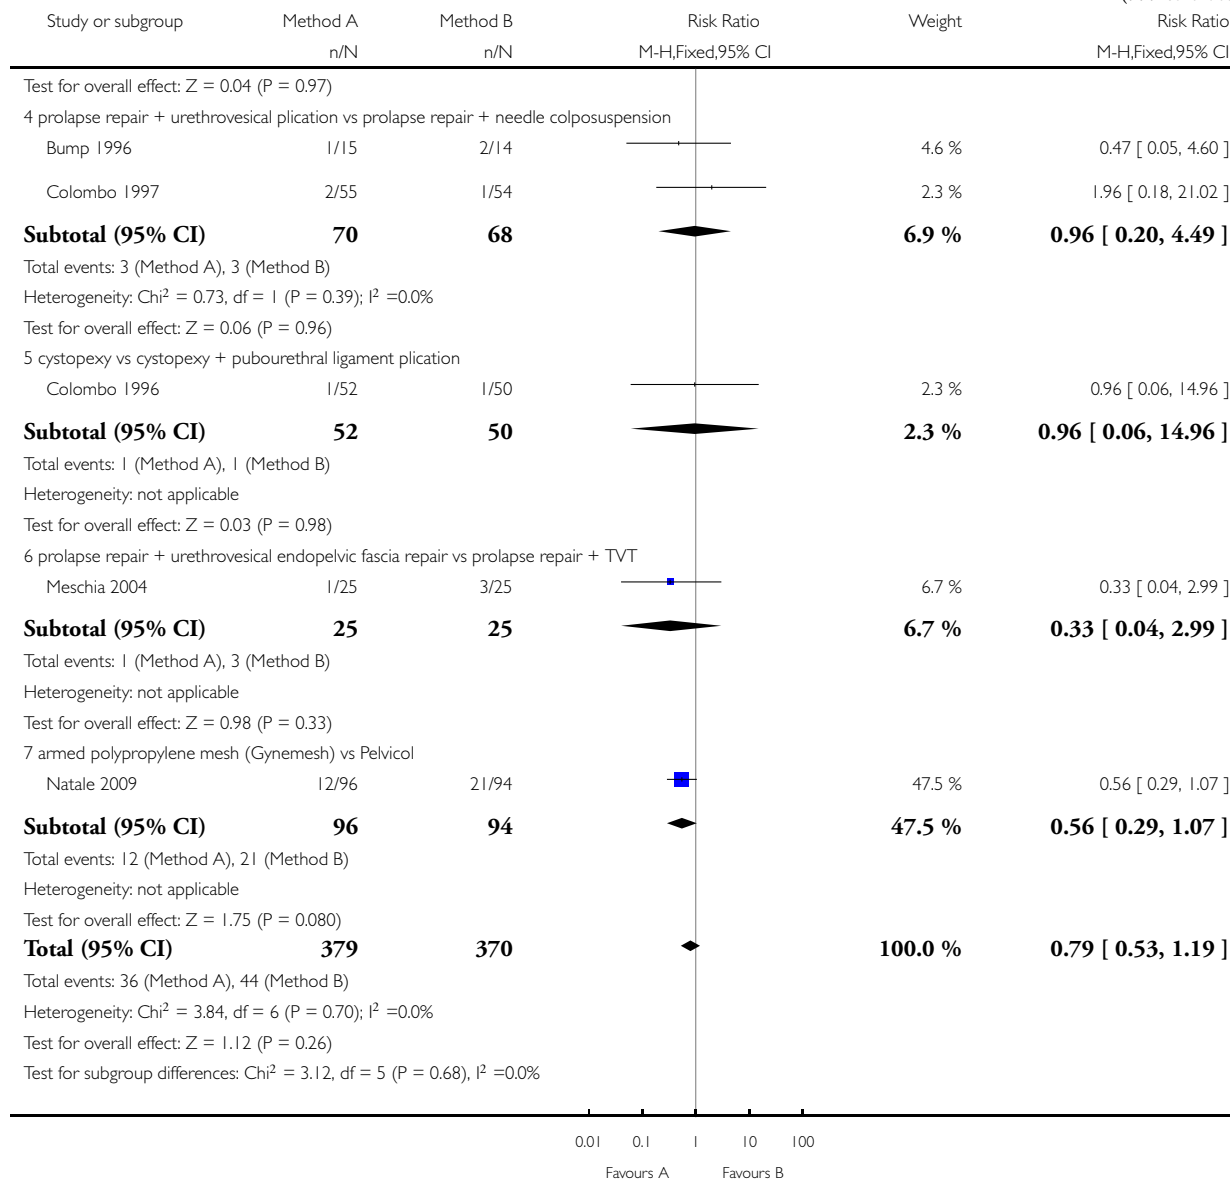 Study or subgroup Method A Method B Risk Ratio Weight Risk Ratio
n/N n/N M-H,Fixed,95% CI M-H,Fixed,95% CI
Test for overall effect: Z = 0.04 (P = 0.97)
4 prolapse repair + urethrovesical plication vs prolapse repair + needle colposuspension
Bump 1996 1/15 2/14 4.6 % 0.47 [ 0.05, 4.60 ]
Colombo 1997 2/55 1/54 2.3 % 1.96 [ 0.18, 21.02 ]
Subtotal (95% CI) 70 68 6.9 % 0.96 [ 0.20, 4.49 ]
Total events: 3 (Method A), 3 (Method B)
Heterogeneity: Chi² = 0.73, df = 1 (P = 0.39); I² =0.0%
Test for overall effect: Z = 0.06 (P = 0.96)
5 cystopexy vs cystopexy + pubourethral ligament plication
Colombo 1996 1/52 1/50 2.3 % 0.96 [ 0.06, 14.96 ]
Subtotal (95% CI) 52 50 2.3 % 0.96 [ 0.06, 14.96 ]
Total events: 1 (Method A), 1 (Method B)
Heterogeneity: not applicable
Test for overall effect: Z = 0.03 (P = 0.98)
6 prolapse repair + urethrovesical endopelvic fascia repair vs prolapse repair + TVT
Meschia 2004 1/25 3/25 6.7 % 0.33 [ 0.04, 2.99 ]
Subtotal (95% CI) 25 25 6.7 % 0.33 [ 0.04, 2.99 ]
Total events: 1 (Method A), 3 (Method B)
Heterogeneity: not applicable
Test for overall effect: Z = 0.98 (P = 0.33)
7 armed polypropylene mesh (Gynemesh) vs Pelvicol
Natale 2009 12/96 21/94 47.5 % 0.56 [ 0.29, 1.07 ]
Subtotal (95% CI) 96 94 47.5 % 0.56 [ 0.29, 1.07 ]
Total events: 12 (Method A), 21 (Method B)
Heterogeneity: not applicable
Test for overall effect: Z = 1.75 (P = 0.080)
Total (95% CI) 379 370 100.0 % 0.79 [ 0.53, 1.19 ]
Total events: 36 (Method A), 44 (Method B)
Heterogeneity: Chi² = 3.84, df = 6 (P = 0.70); I² =0.0%
Test for overall effect: Z = 1.12 (P = 0.26)
Test for subgroup differences: Chi² = 3.12, df = 5 (P = 0.68), I² =0.0%
0.01 0.1 1 10 100
Favours A Favours B